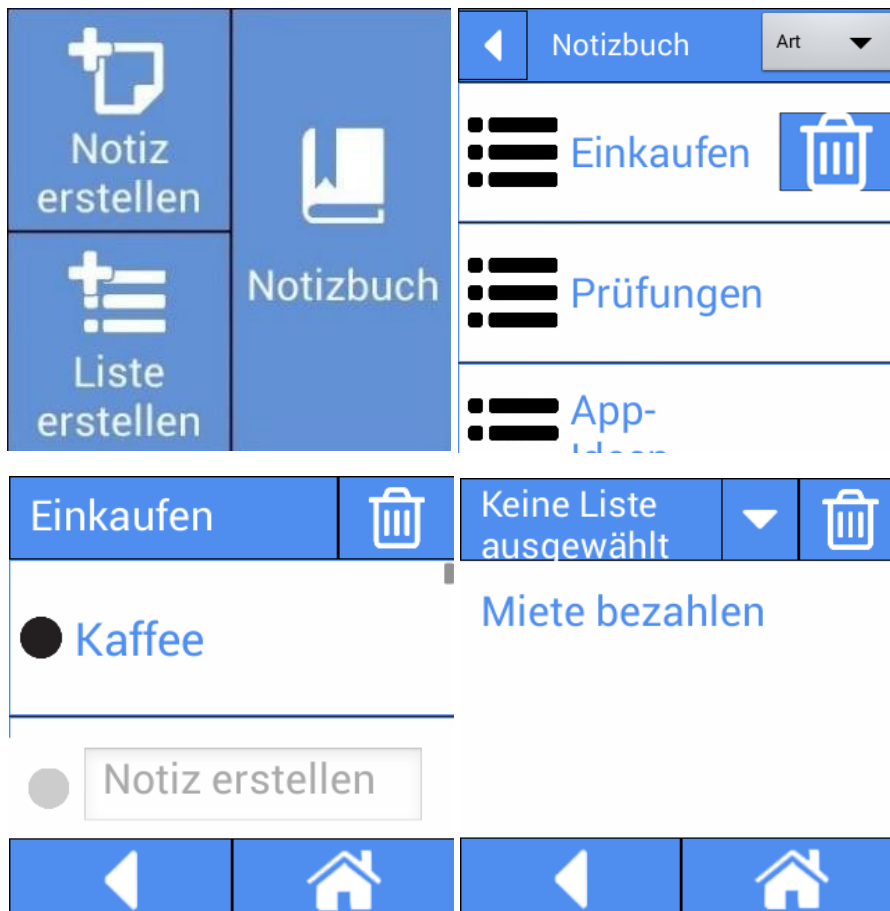 Notiz
erstellen
Liste
erstellen
Notizbuch
Notizbuch
Art
Einkaufen
Prüfungen
App-
Ideen
Einkaufen
Kaffee
Notiz erstellen
Keine Liste
ausgewählt
Miete bezahlen